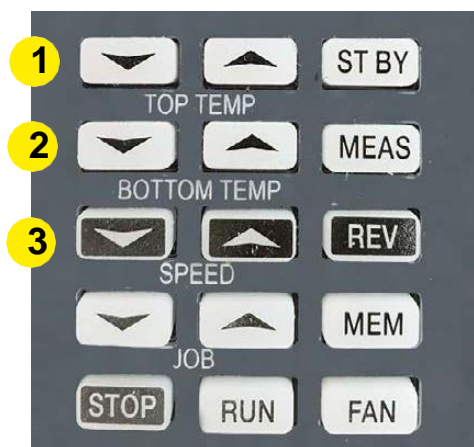 1 ST BY
TOP TEMP
2 MEAS
BOTTOM TEMP
3 REV
SPEED
MEM
JOB
STOP RUN FAN